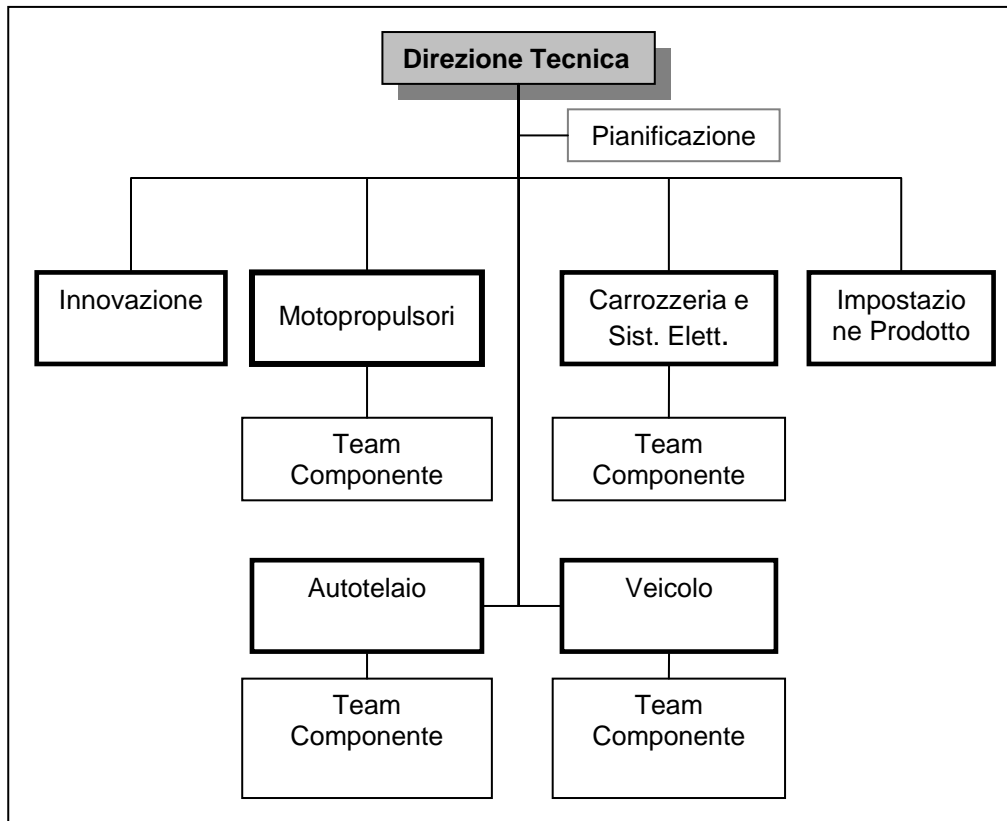 Direzione Tecnica
Pianificazione
Innovazione
Motopropulsori
Carrozzeria e
Sist. Elett.
Impostazio
ne Prodotto
Team
Componente
Team
Componente
Autotelaio
Veicolo
Team
Componente
Team
Componente